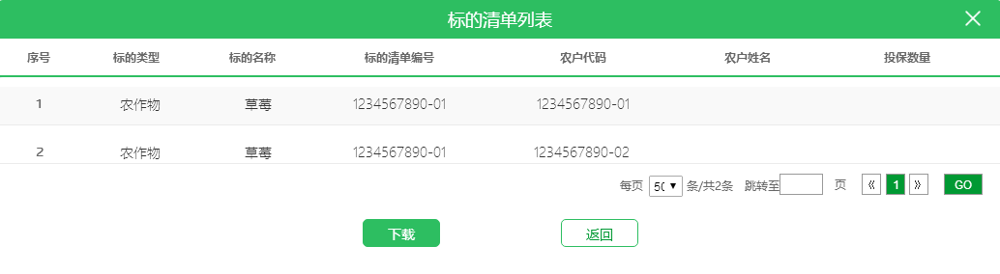 标的清单列表
序号 标的类型 标的名称 标的清单编号 农户代码 农户姓名 投保数量
1 农作物 草莓 1234567890-01 1234567890-01
2 农作物 草莓 1234567890-01 1234567890-02
每页 50 条/共2条 跳转至 页 《 1 》 GO
下载 返回